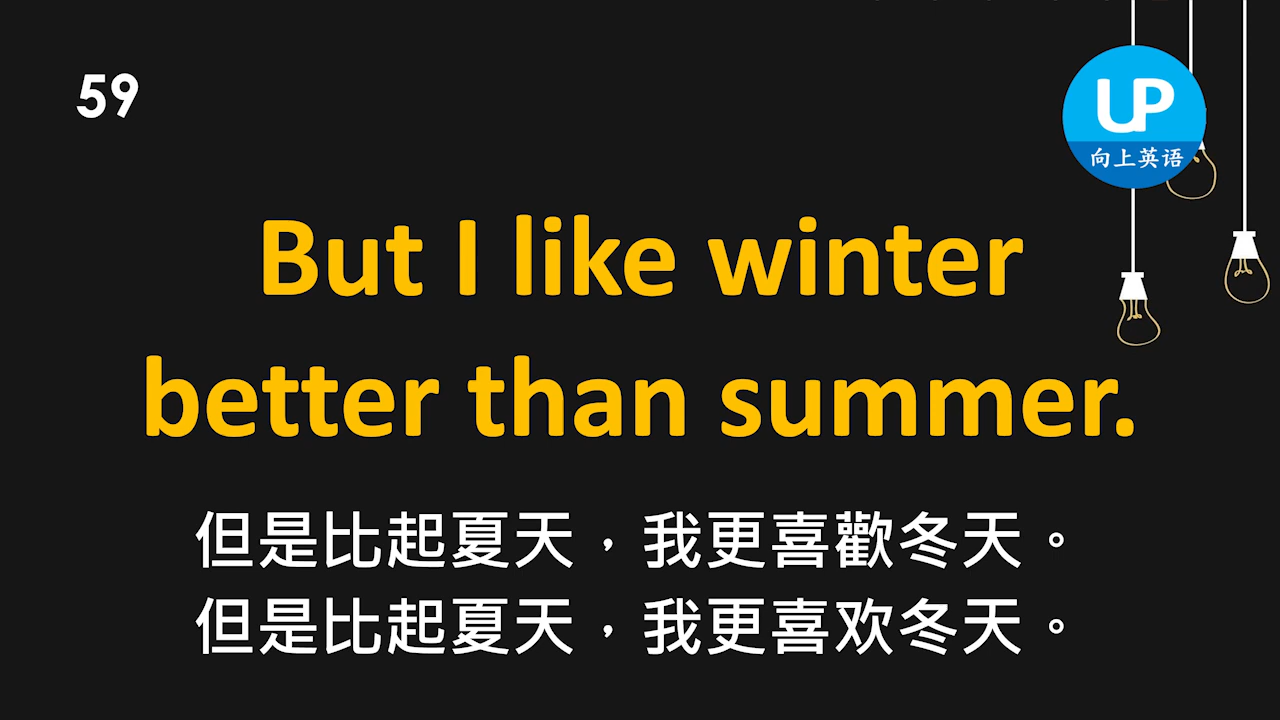 59
UP
向上英语
But I like winter
better than summer.
但是比起夏天，我更喜歡冬天。
但是比起夏天，我更喜欢冬天。